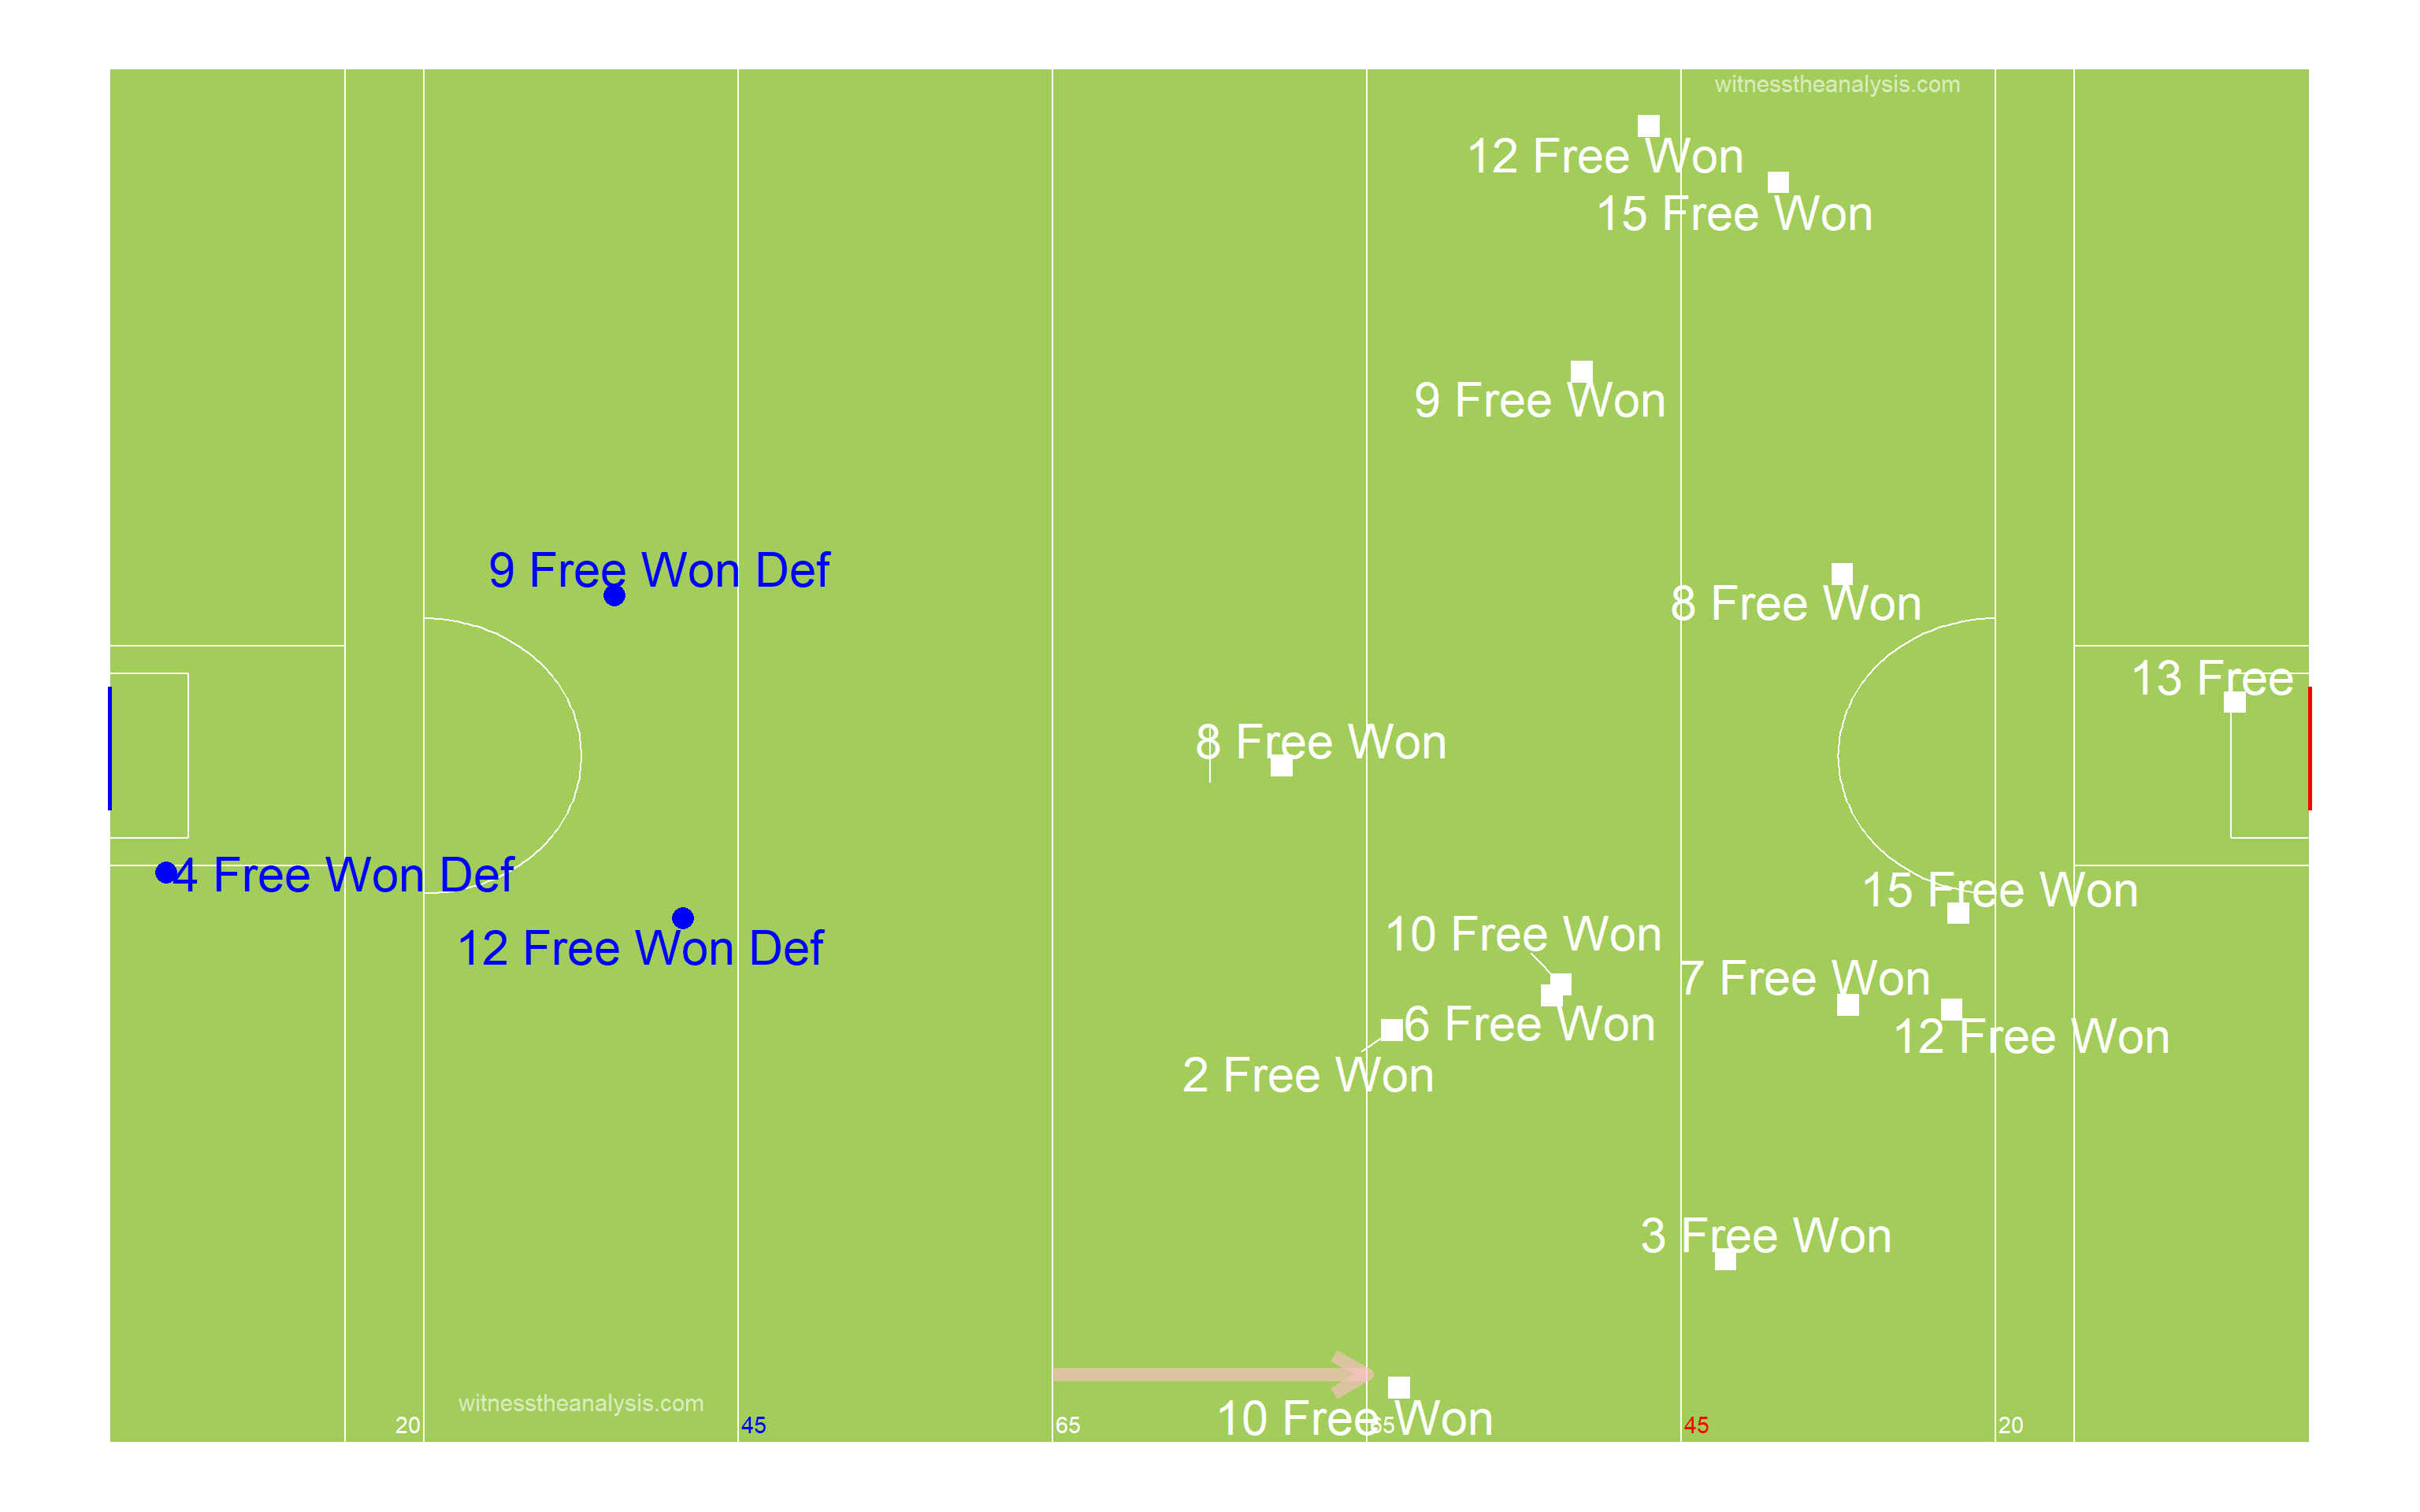 witnesstheanalysis.com
12 Free Won
15 Free Won
9 Free Won
9 Free Won Def
8 Free Won
13 Free
8 Free Won
4 Free Won Def
15 Free Won
12 Free Won Def
10 Free Won
7 Free Won
6 Free Won
12 Free Won
2 Free Won
3 Free Won
witnesstheanalysis.com
10 Free Won
20
45
65
65
45
20